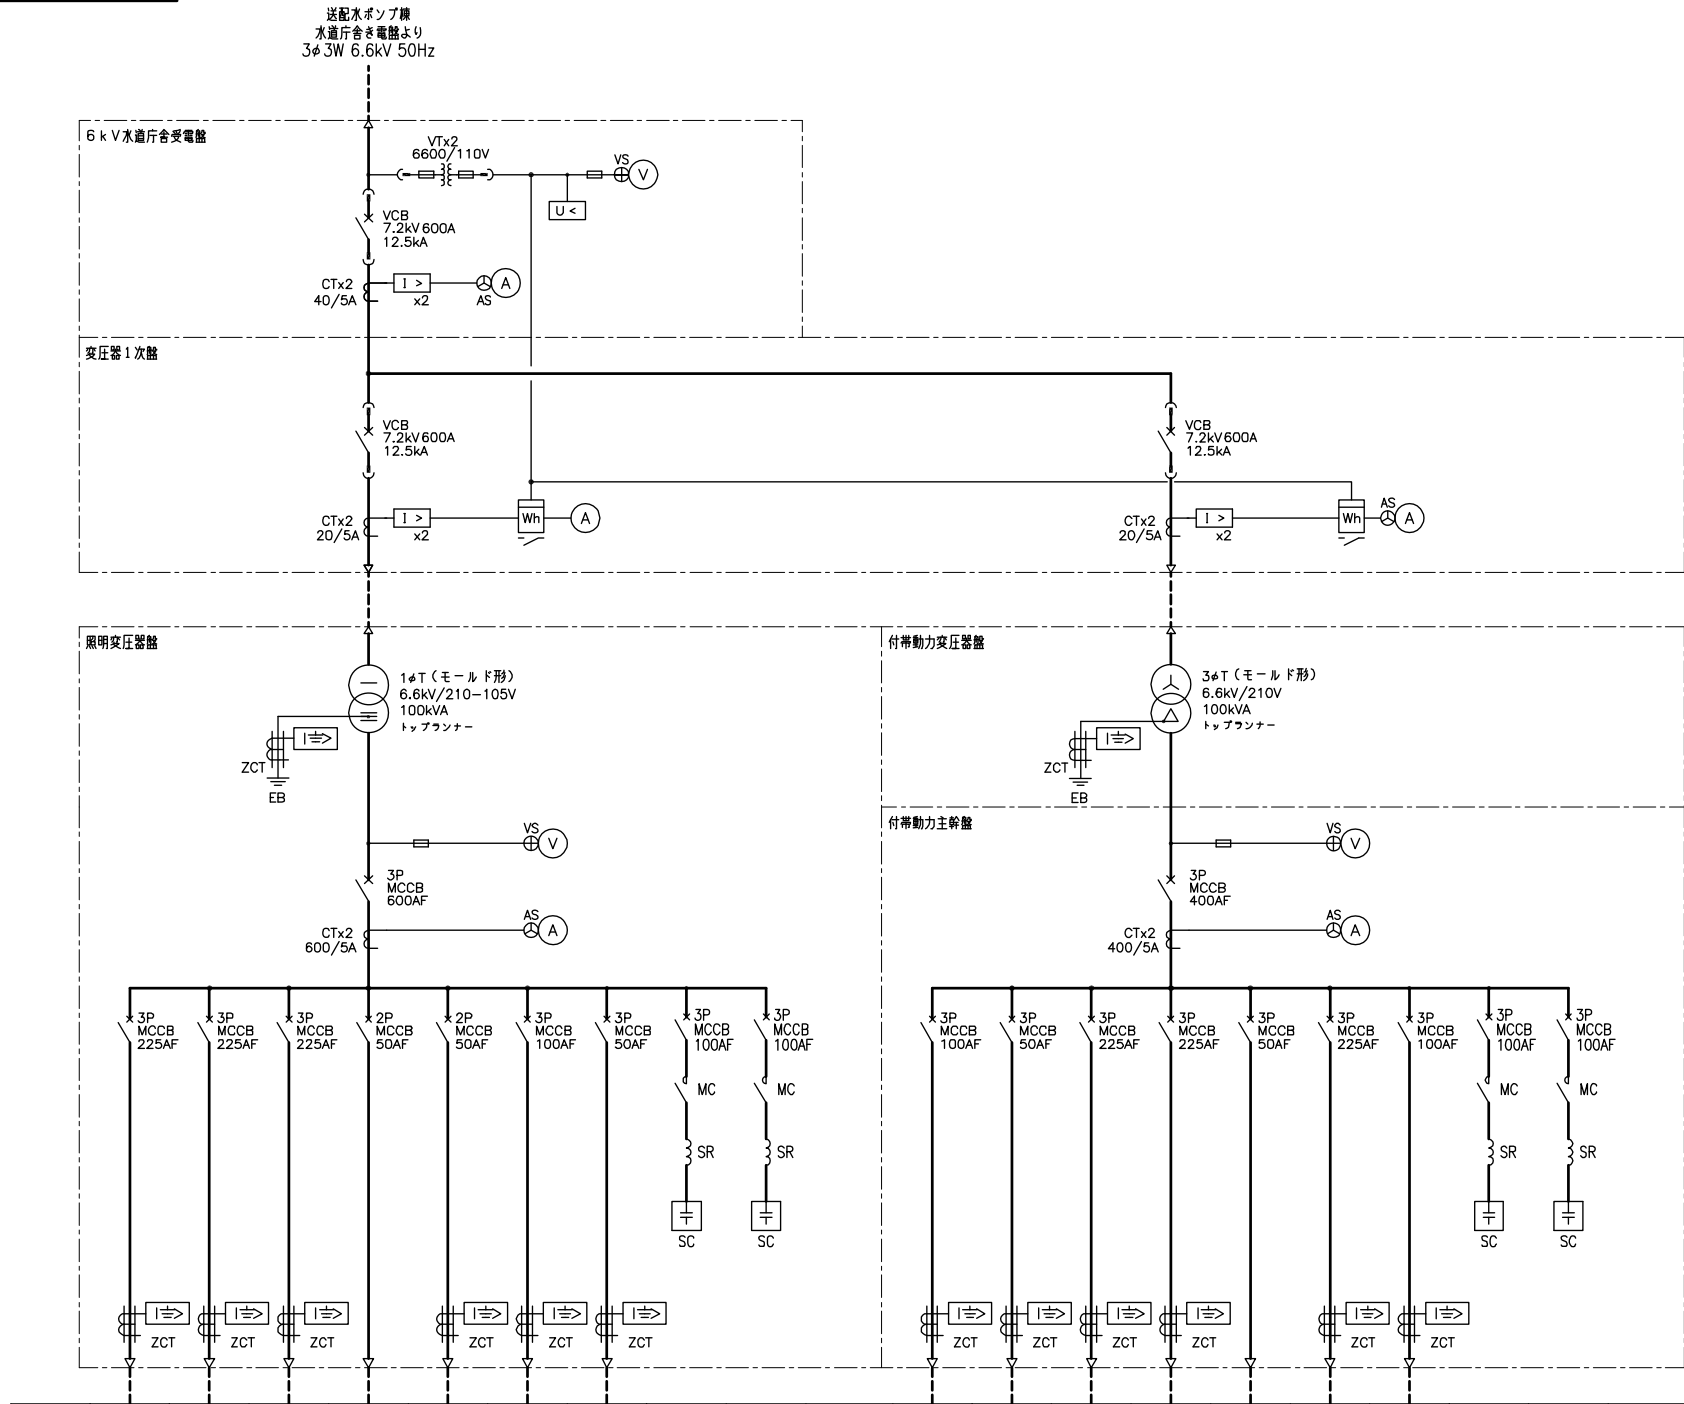 送配水ポンプ棟
水道庁舎き電盤より
3φ3W 6.6kV 50Hz
6kV水道庁舎受電盤
VTx2
6600/110V
VS
V
U<
VCB
7.2kV600A
12.5kA
CTx2
40/5A
I >
x2
AS
A
変圧器1次盤
VCB
7.2kV600A
12.5kA
VCB
7.2kV600A
12.5kA
CTx2
20/5A
I >
x2
Wh
A
CTx2
20/5A
I >
x2
Wh
AS
A
照明変圧器盤
1φT(モールド形)
6.6kV/210-105V
100kVA
トップランナー
ZCT
I≑>
EB
VS
V
3P
MCCB
600AF
AS
A
CTx2
600/5A
付帯動力変圧器盤
3φT(モールド形)
6.6kV/210V
100kVA
トップランナー
ZCT
I≑>
EB
付帯動力主幹盤
VS
V
3P
MCCB
400AF
AS
A
CTx2
400/5A
3P
MCCB
225AF
3P
MCCB
225AF
3P
MCCB
225AF
2P
MCCB
50AF
2P
MCCB
50AF
3P
MCCB
100AF
3P
MCCB
50AF
3P
MCCB
100AF
3P
MCCB
100AF
MC
MC
SR
SR
SC
SC
I≑>
ZCT
I≑>
ZCT
I≑>
ZCT
I≑>
ZCT
I≑>
ZCT
I≑>
ZCT
3P
MCCB
100AF
3P
MCCB
50AF
3P
MCCB
225AF
3P
MCCB
225AF
3P
MCCB
50AF
3P
MCCB
225AF
3P
MCCB
100AF
3P
MCCB
100AF
3P
MCCB
100AF
MC
MC
SR
SR
SC
SC
I≑>
ZCT
I≑>
ZCT
I≑>
ZCT
I≑>
ZCT
I≑>
ZCT
I≑>
ZCT